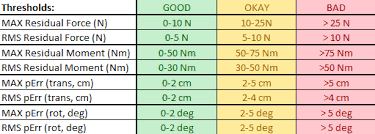 Thresholds: GOOD OKAY BAD
MAX Residual Force (N) 0-10 N 10-25N > 25 N
RMS Residual Force (N) 0-5 N 5-10 N > 10 N
MAX Residual Moment (Nm) 0-50 Nm 50-75 Nm >75 Nm
RMS Residual Moment (Nm) 0-30 Nm 30-50 Nm >50 Nm
MAX pErr (trans, cm) 0-2 cm 2-5 cm >5 cm
RMS pErr (trans, cm) 0-2 cm 2-4 cm >4 cm
MAX pErr (rot, deg) 0-2 deg 2-5 deg > 5 deg
RMS pErr (rot, deg) 0-2 deg 2-5 deg > 5 deg